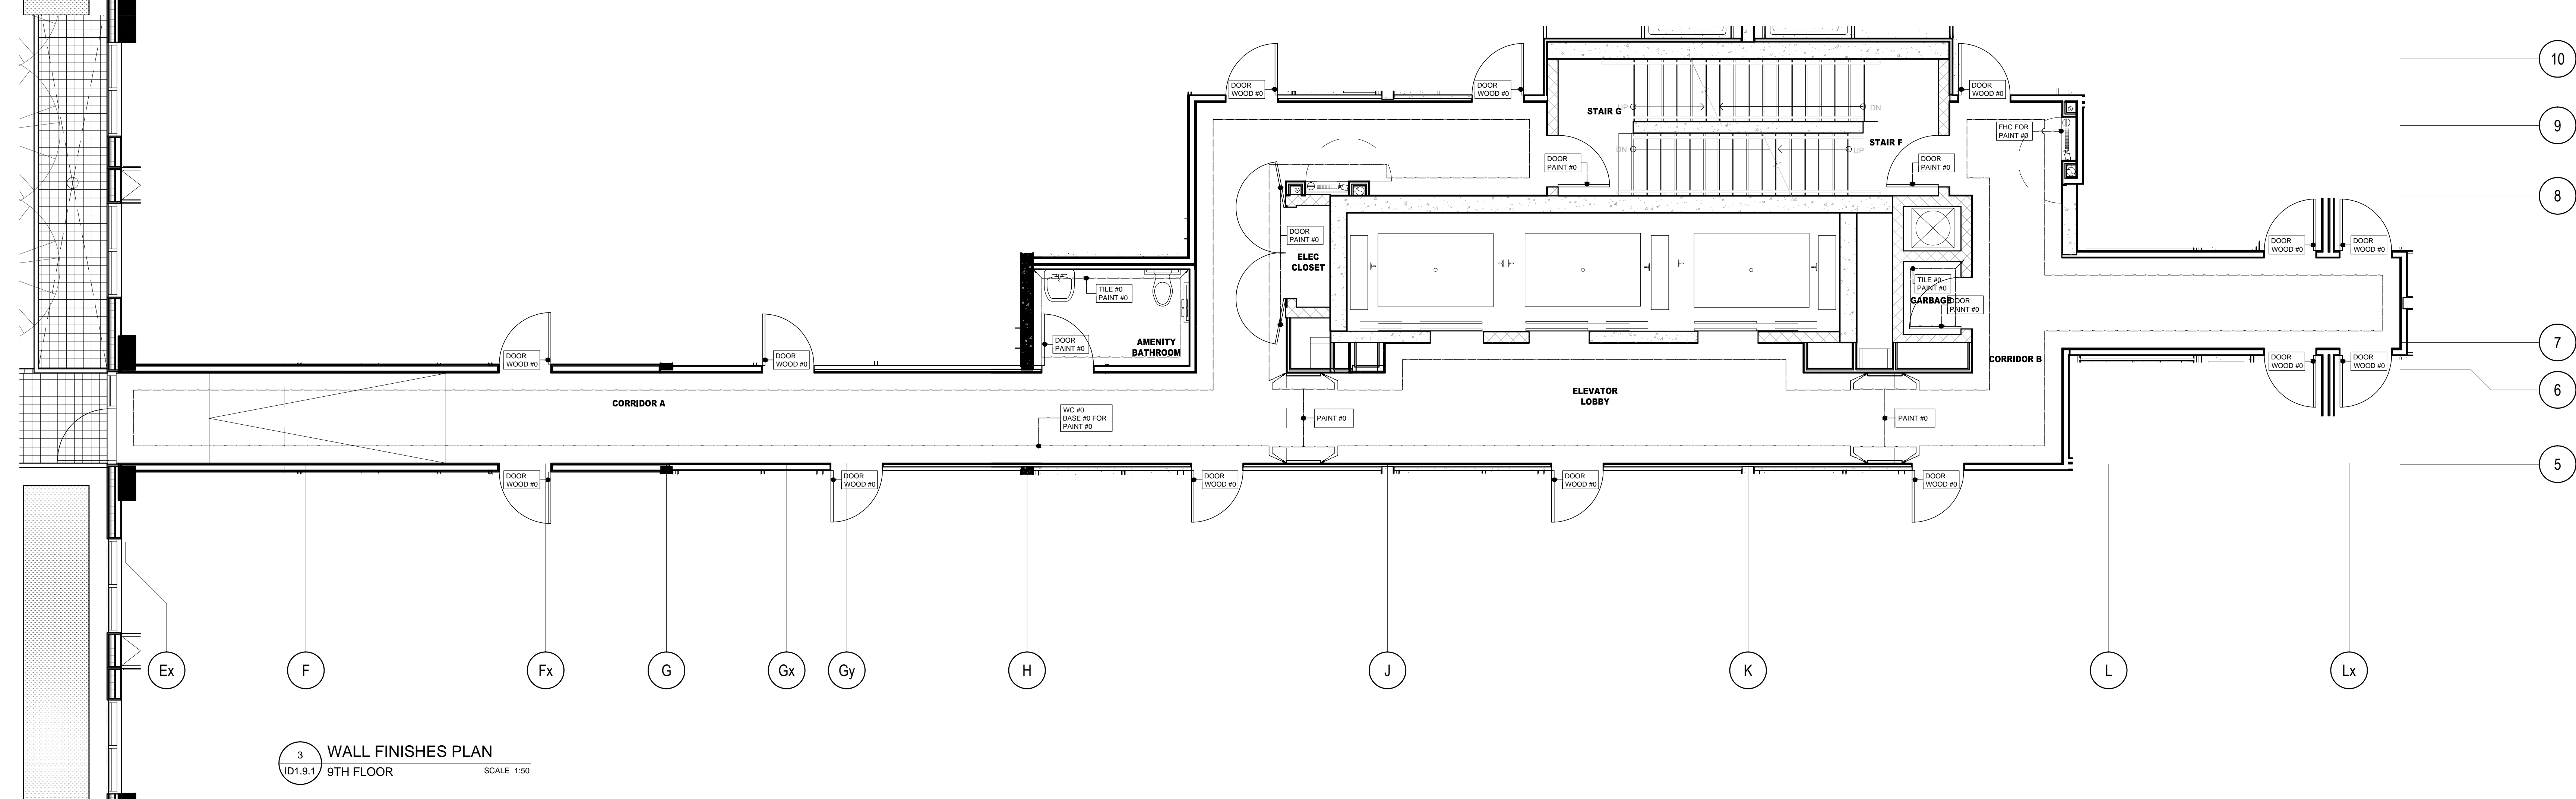 10
DOOR
WOOD #0
DOOR
WOOD #0
DOOR
WOOD #0
STAIR G
UP
DN
9
FHC FOR
PAINT #0
STAIR F
DN
UP
DOOR
PAINT #0
DOOR
PAINT #0
8
DOOR
PAINT #0
DOOR
WOOD #0
DOOR
WOOD #0
ELEC
CLOSET
TILE #0
PAINT #0
TILE #0
PAINT #0
GARBAGE
DOOR
PAINT #0
DOOR
PAINT #0
AMENITY
BATHROOM
7
DOOR
WOOD #0
DOOR
WOOD #0
CORRIDOR B
DOOR
WOOD #0
DOOR
WOOD #0
6
ELEVATOR
LOBBY
CORRIDOR A
WC #0
BASE #0 FOR
PAINT #0
PAINT #0
PAINT #0
5
DOOR
WOOD #0
DOOR
WOOD #0
DOOR
WOOD #0
DOOR
WOOD #0
DOOR
WOOD #0
Ex
F
Fx
G
Gx
Gy
H
J
K
L
Lx
3
WALL FINISHES PLAN
ID1.9.1
9TH FLOOR
SCALE 1:50